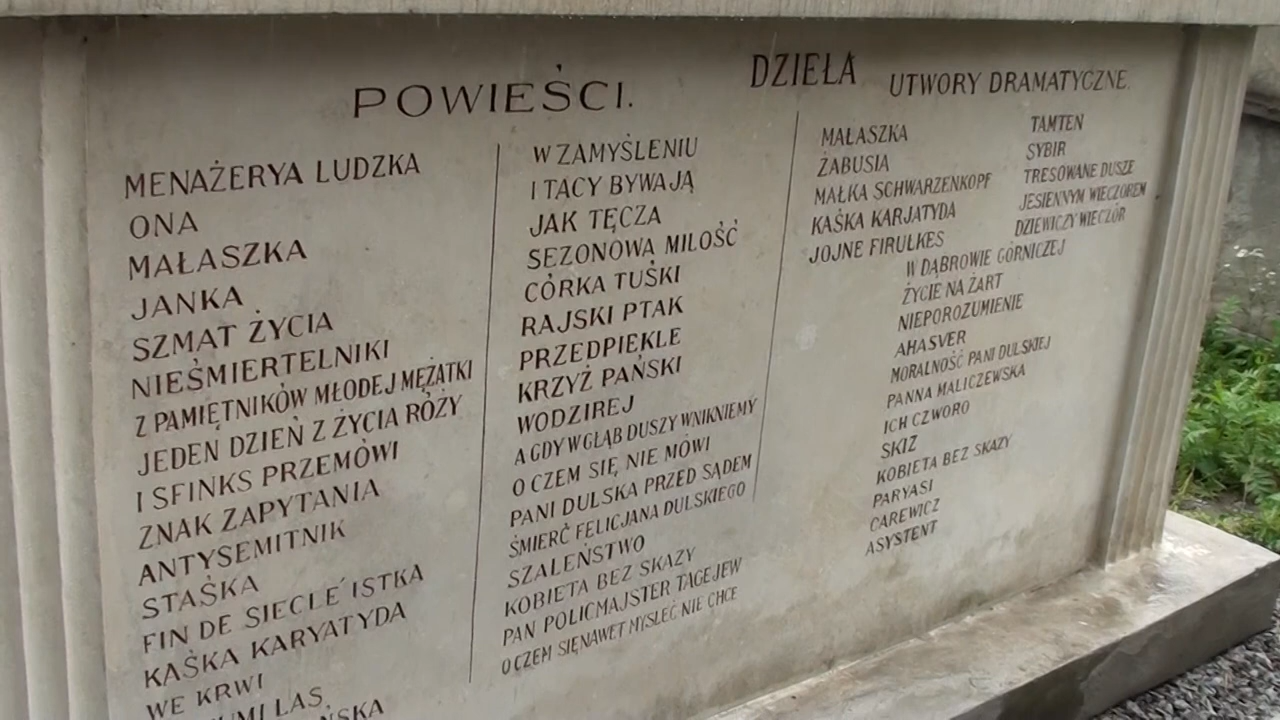 DZIEŁA
POWIEŚCI.
MENAŻERYA LUDZKA
ONA
MAŁASZKA
JANKA
SZMAT ŻYCIA
NIEŚMIERTELNIKI
Z PAMIĘTNIKÓW MŁODEJ MĘŻATKI
JEDEN DZIEŃ Z ŻYCIA RÓŻY
I SFINKS PRZEMÓWI
ZNAK ZAPYTANIA
ANTYSEMITNIK
STAŚKA
FIN DE SIECLE´ISTKA
KAŚKA KARYATYDA
WE KRWI
LAS
W ZAMYŚLENIU
I TACY BYWAJĄ
JAK TĘCZA
SEZONOWA MILOŚĆ
CÓRKA TUŚKI
RAJSKI PTAK
PRZEDPIEKLE
KRZYŻ PAŃSKI
WODZIREJ
A GDY W GŁĄB DUSZY WNIKNIEMY
O CZEM SIĘ NIE MÓWI
PANI DULSKA PRZED SĄDEM
ŚMIERĆ FELICJANA DULSKIEGO
SZALEŃSTWO
KOBIETA BEZ SKAZY
PAN POLICMAJSTER TAGEJEW
O CZEM SIĘ NAWET MYŚLEĆ NIE CHCE
UTWORY DRAMATYCZNE.
MAŁASZKA
ŻABUSIA
MAŁKA SCHWARZENKOPF
KAŚKA KARJATYDA
JOJNE FIRUŁKES
TAMTEN
SYBIR
TRESOWANE DUSZE
JESIENNYM WIECZOREM
DZIEWICZY WIECZÓR
W DĄBROWIE GÓRNICZEJ
ŻYCIE NA ŻART
NIEPOROZUMIENIE
AHASVER
MORALNOŚĆ PANI DULSKIEJ
PANNA MALICZEWSKA
ICH CZWORO
SKIZ
KOBIETA BEZ SKAZY
PARYASI
CAREWICZ
ASYSTENT